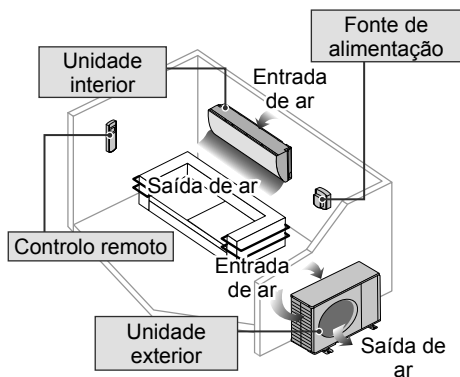 Fonte de
alimentação
Unidade
interior
Entrada
de ar
Saída de ar
Controlo remoto
Entrada
de ar
Unidade
exterior
Saída de
ar